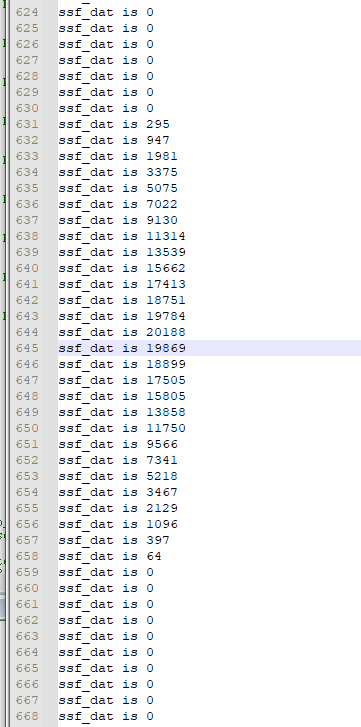 624 ssf_dat is 0
625 ssf_dat is 0
626 ssf_dat is 0
627 ssf_dat is 0
628 ssf_dat is 0
629 ssf_dat is 0
630 ssf_dat is 0
631 ssf_dat is 295
632 ssf_dat is 947
633 ssf_dat is 1981
634 ssf_dat is 3375
635 ssf_dat is 5075
636 ssf_dat is 7022
637 ssf_dat is 9130
638 ssf_dat is 11314
639 ssf_dat is 13539
640 ssf_dat is 15662
641 ssf_dat is 17413
642 ssf_dat is 18751
643 ssf_dat is 19784
644 ssf_dat is 20188
645 ssf_dat is 19869
646 ssf_dat is 18899
647 ssf_dat is 17505
648 ssf_dat is 15805
649 ssf_dat is 13858
650 ssf_dat is 11750
651 ssf_dat is 9566
652 ssf_dat is 7341
653 ssf_dat is 5218
654 ssf_dat is 3467
655 ssf_dat is 2129
656 ssf_dat is 1096
657 ssf_dat is 397
658 ssf_dat is 64
659 ssf_dat is 0
660 ssf_dat is 0
661 ssf_dat is 0
662 ssf_dat is 0
663 ssf_dat is 0
664 ssf_dat is 0
665 ssf_dat is 0
666 ssf_dat is 0
667 ssf_dat is 0
668 ssf_dat is 0